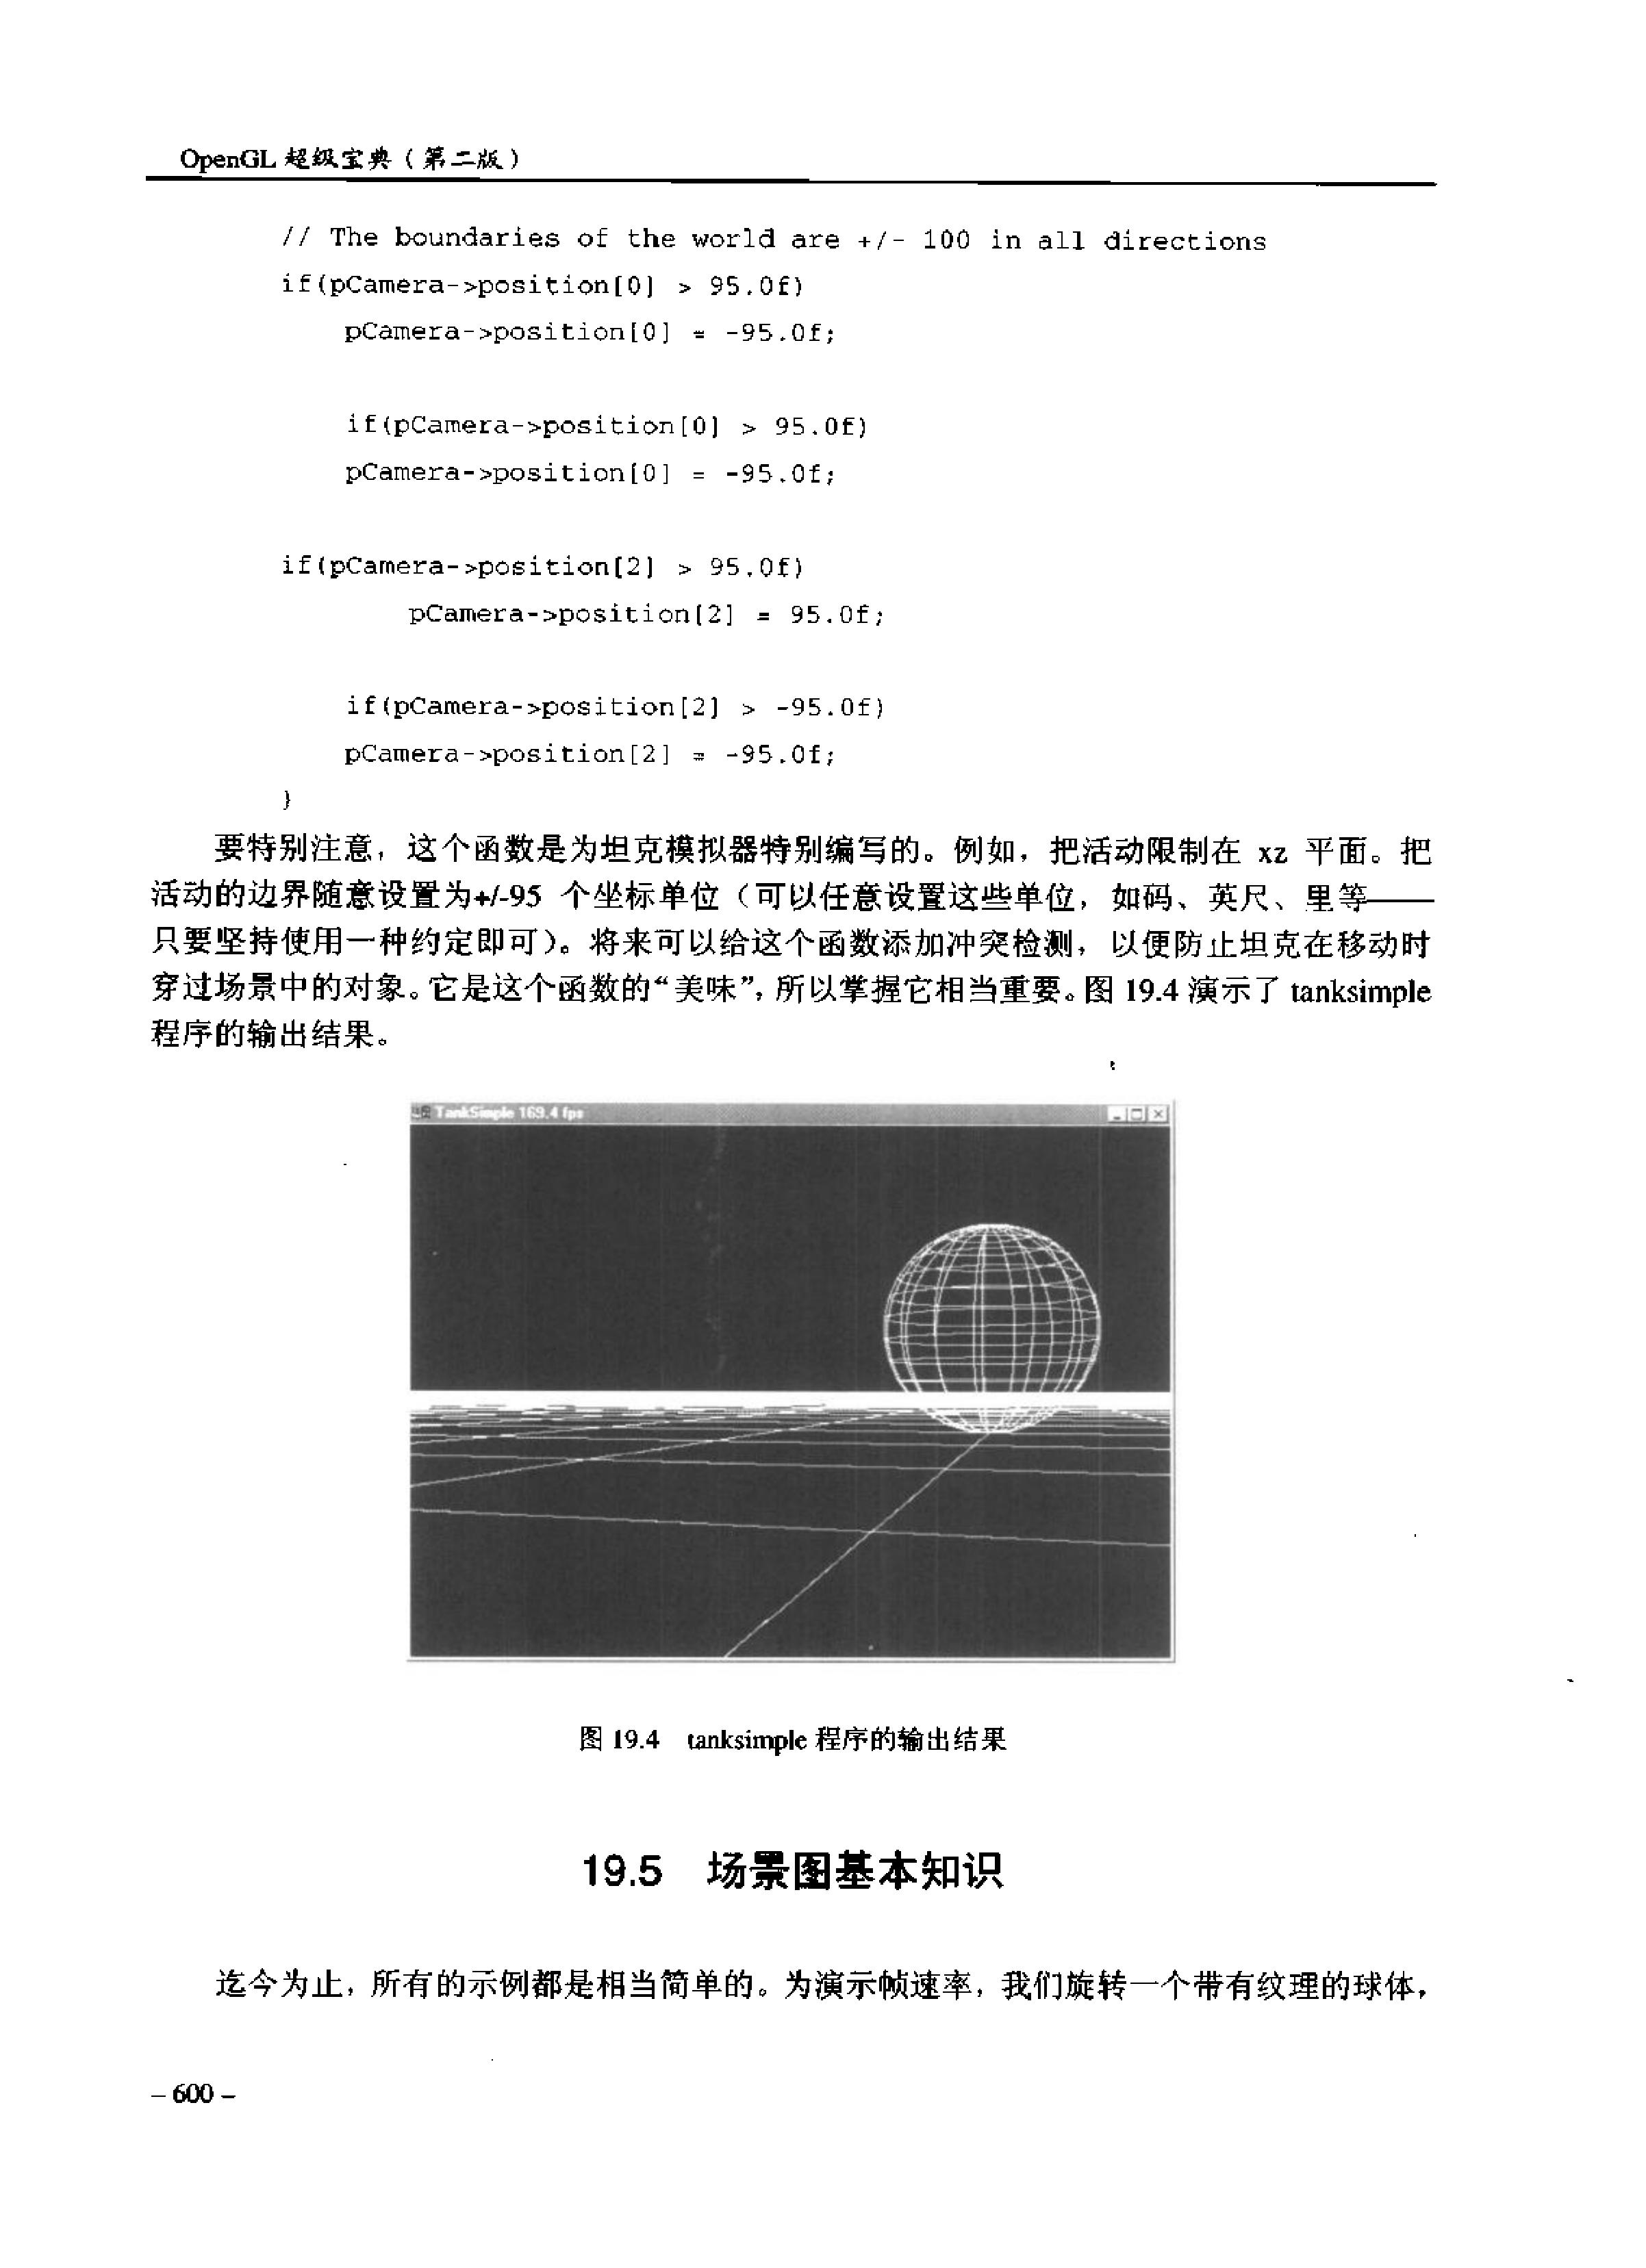 OpenGL 超级宝典（第二版）
// The boundaries of the world are +/- 100 in all directions
if(pCamera->position[0] > 95.0f)
pCamera->position[0] = -95.0f;
if(pCamera->position[0] > 95.0f)
pCamera->position[0] = -95.0f;
if(pCamera->position[2] > 95.0f)
pCamera->position[2] = 95.0f;
if(pCamera->position[2] > -95.0f)
pCamera->position[2] = -95.0f;
}
要特别注意，这个函数是为坦克模拟器特别编写的。例如，把活动限制在 xz 平面。把
活动的边界随意设置为+/-95 个坐标单位（可以任意设置这些单位，如码、英尺、里等——
只要坚持使用一种约定即可）。将来可以给这个函数添加冲突检测，以便防止坦克在移动时
穿过场景中的对象。它是这个函数的“美味”，所以掌握它相当重要。图 19.4 演示了 tanksimple
程序的输出结果。
TankSimple 169.4 fps
图 19.4 tanksimple 程序的输出结果
19.5 场景图基本知识
迄今为止，所有的示例都是相当简单的。为演示帧速率，我们旋转一个带有纹理的球体，
– 600 –